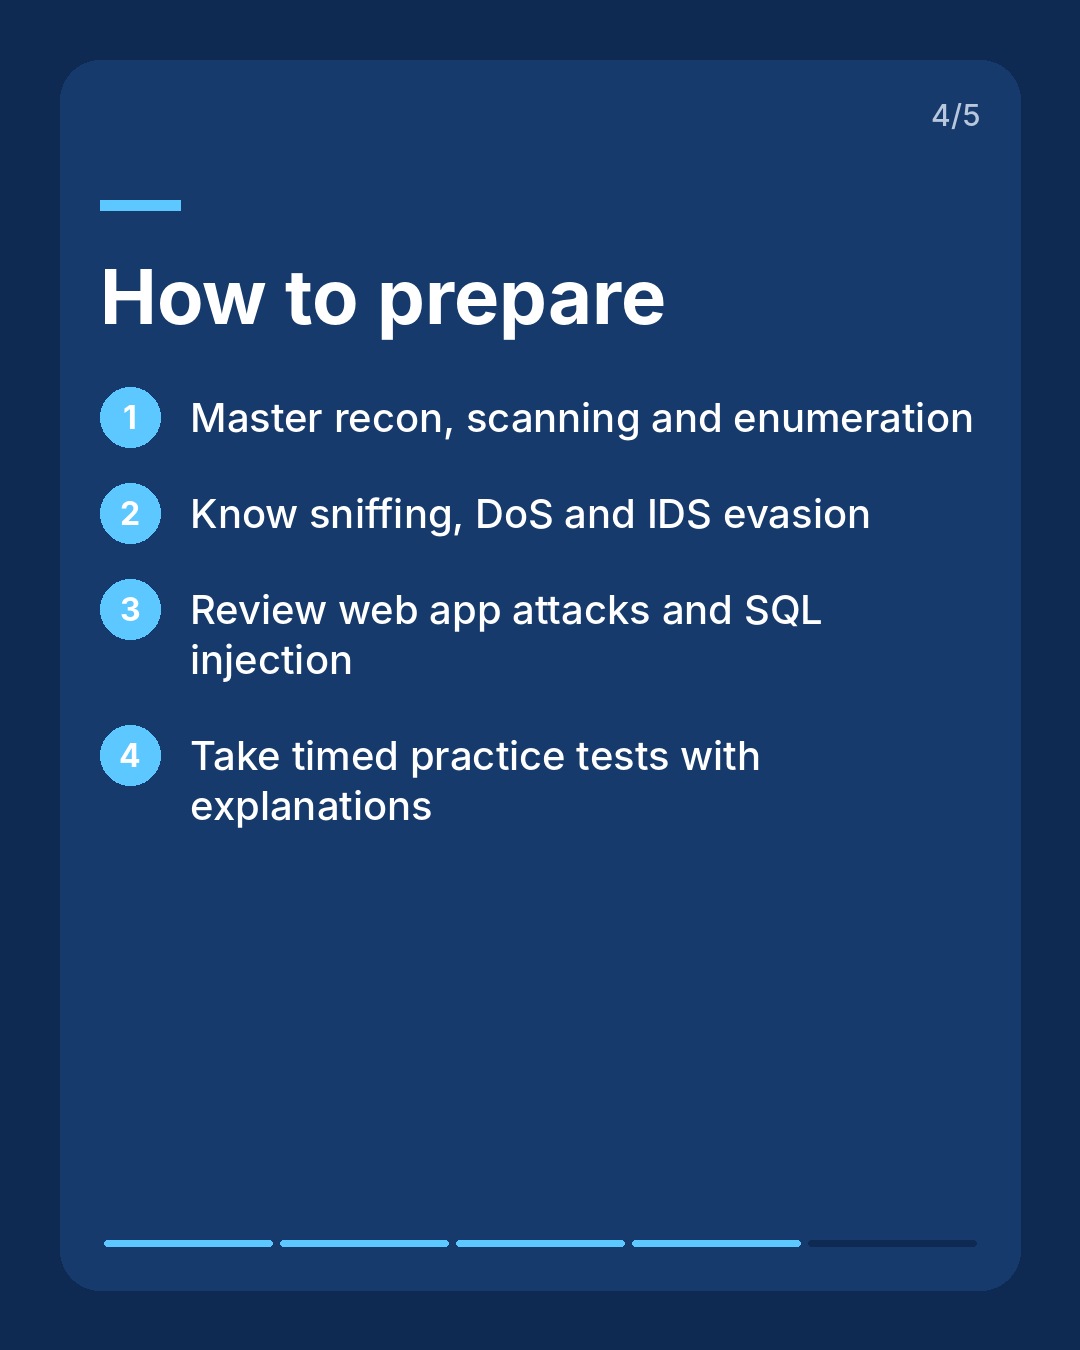 4/5
How to prepare
1 Master recon, scanning and enumeration
2 Know sniffing, DoS and IDS evasion
3 Review web app attacks and SQL
injection
4 Take timed practice tests with
explanations